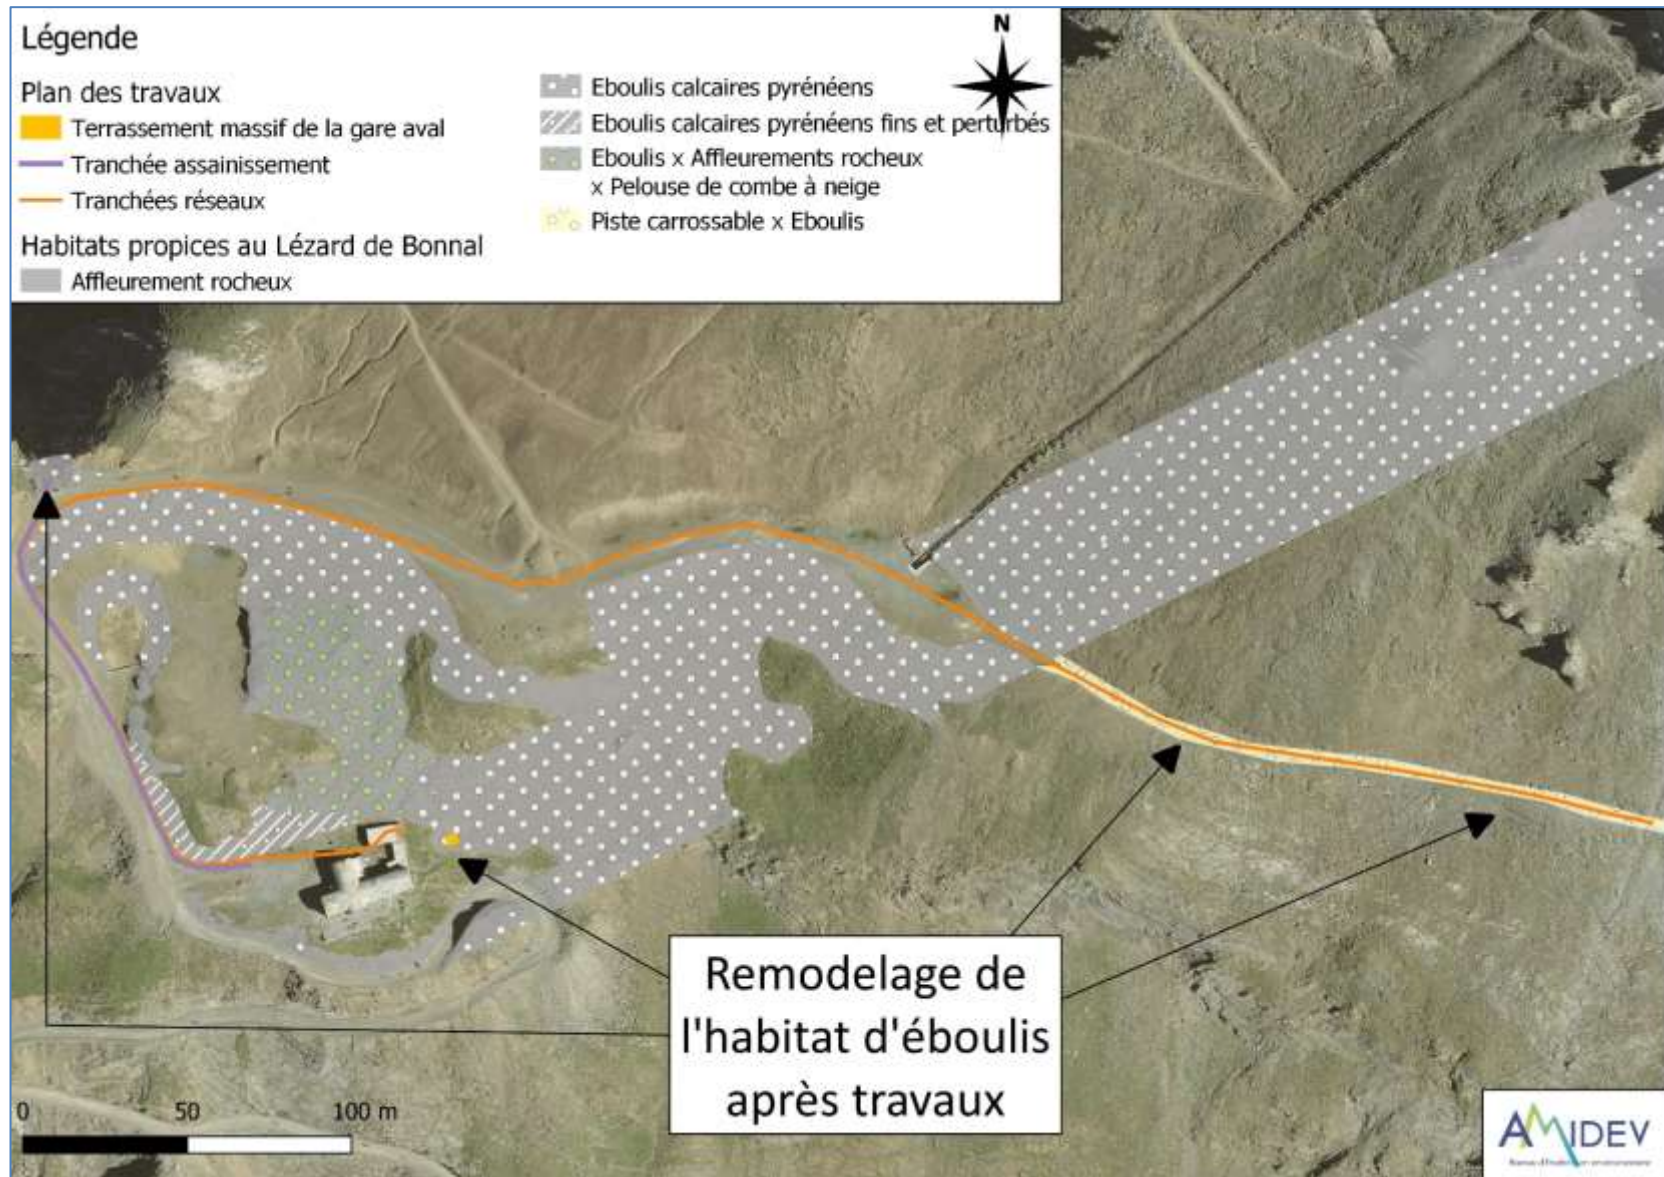 Légende
Plan des travaux
Terrassement massif de la gare aval
Tranchée assainissement
Tranchées réseaux
Habitats propices au Lézard de Bonnal
Affleurement rocheux
Eboulis calcaires pyrénéens
Eboulis calcaires pyrénéens fins et perturbés
Eboulis x Affleurements rocheux
x Pelouse de combe à neige
Piste carrossable x Eboulis
N
Remodelage de
l'habitat d'éboulis
après travaux
0 50 100 m
AMIDEV